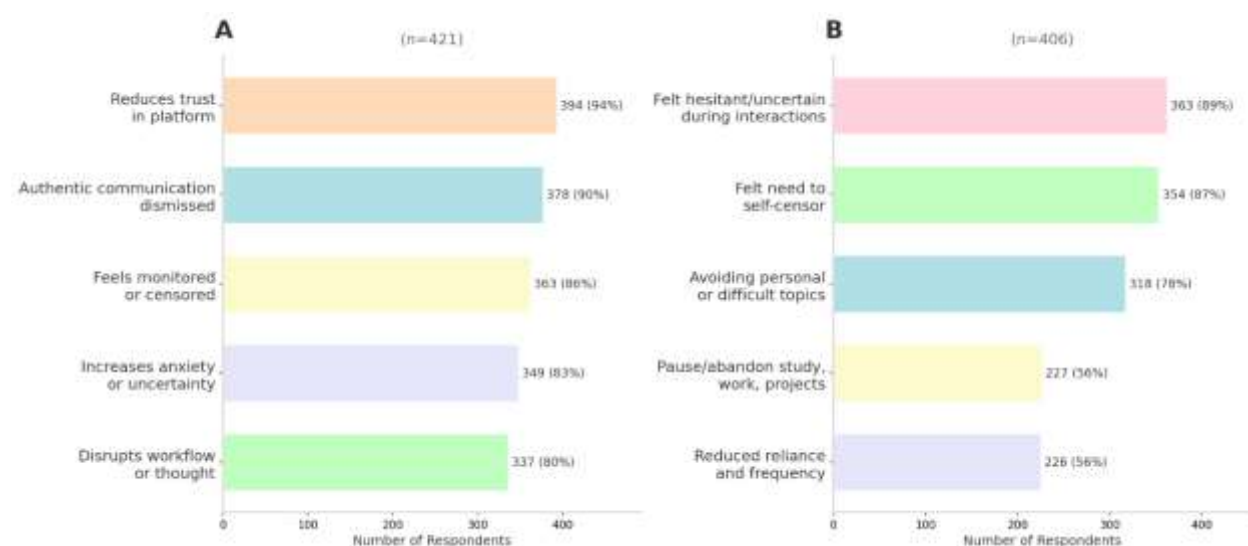 A
(n=421)
Reduces trust
in platform
394 (94%)
Authentic communication
dismissed
378 (90%)
Feels monitored
or censored
363 (86%)
Increases anxiety
or uncertainty
349 (83%)
Disrupts workflow
or thought
337 (80%)
0 100 200 300 400
Number of Respondents
B
(n=406)
Felt hesitant/uncertain
during interactions
363 (89%)
Felt need to
self-censor
354 (87%)
Avoiding personal
or difficult topics
318 (78%)
Pause/abandon study,
work, projects
227 (56%)
Reduced reliance
and frequency
226 (56%)
0 100 200 300 400
Number of Respondents